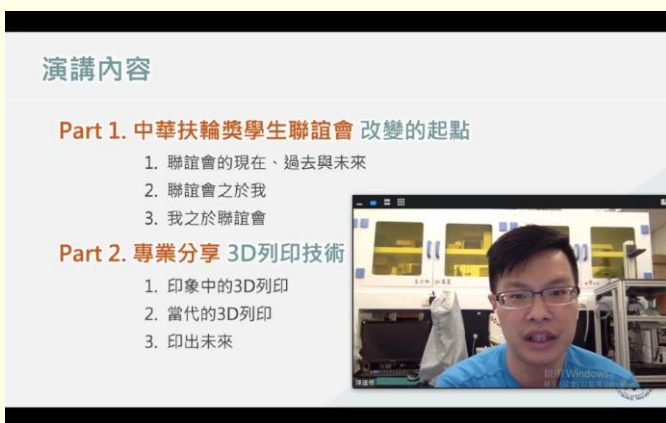 演講內容
Part 1. 中華扶輪獎學生聯誼會 改變的起點
1. 聯誼會的現在、過去與未來
2. 聯誼會之於我
3. 我之於聯誼會
Part 2. 專業分享 3D列印技術
1. 印象中的3D列印
2. 當代的3D列印
3. 印出未來
啟用 Windows